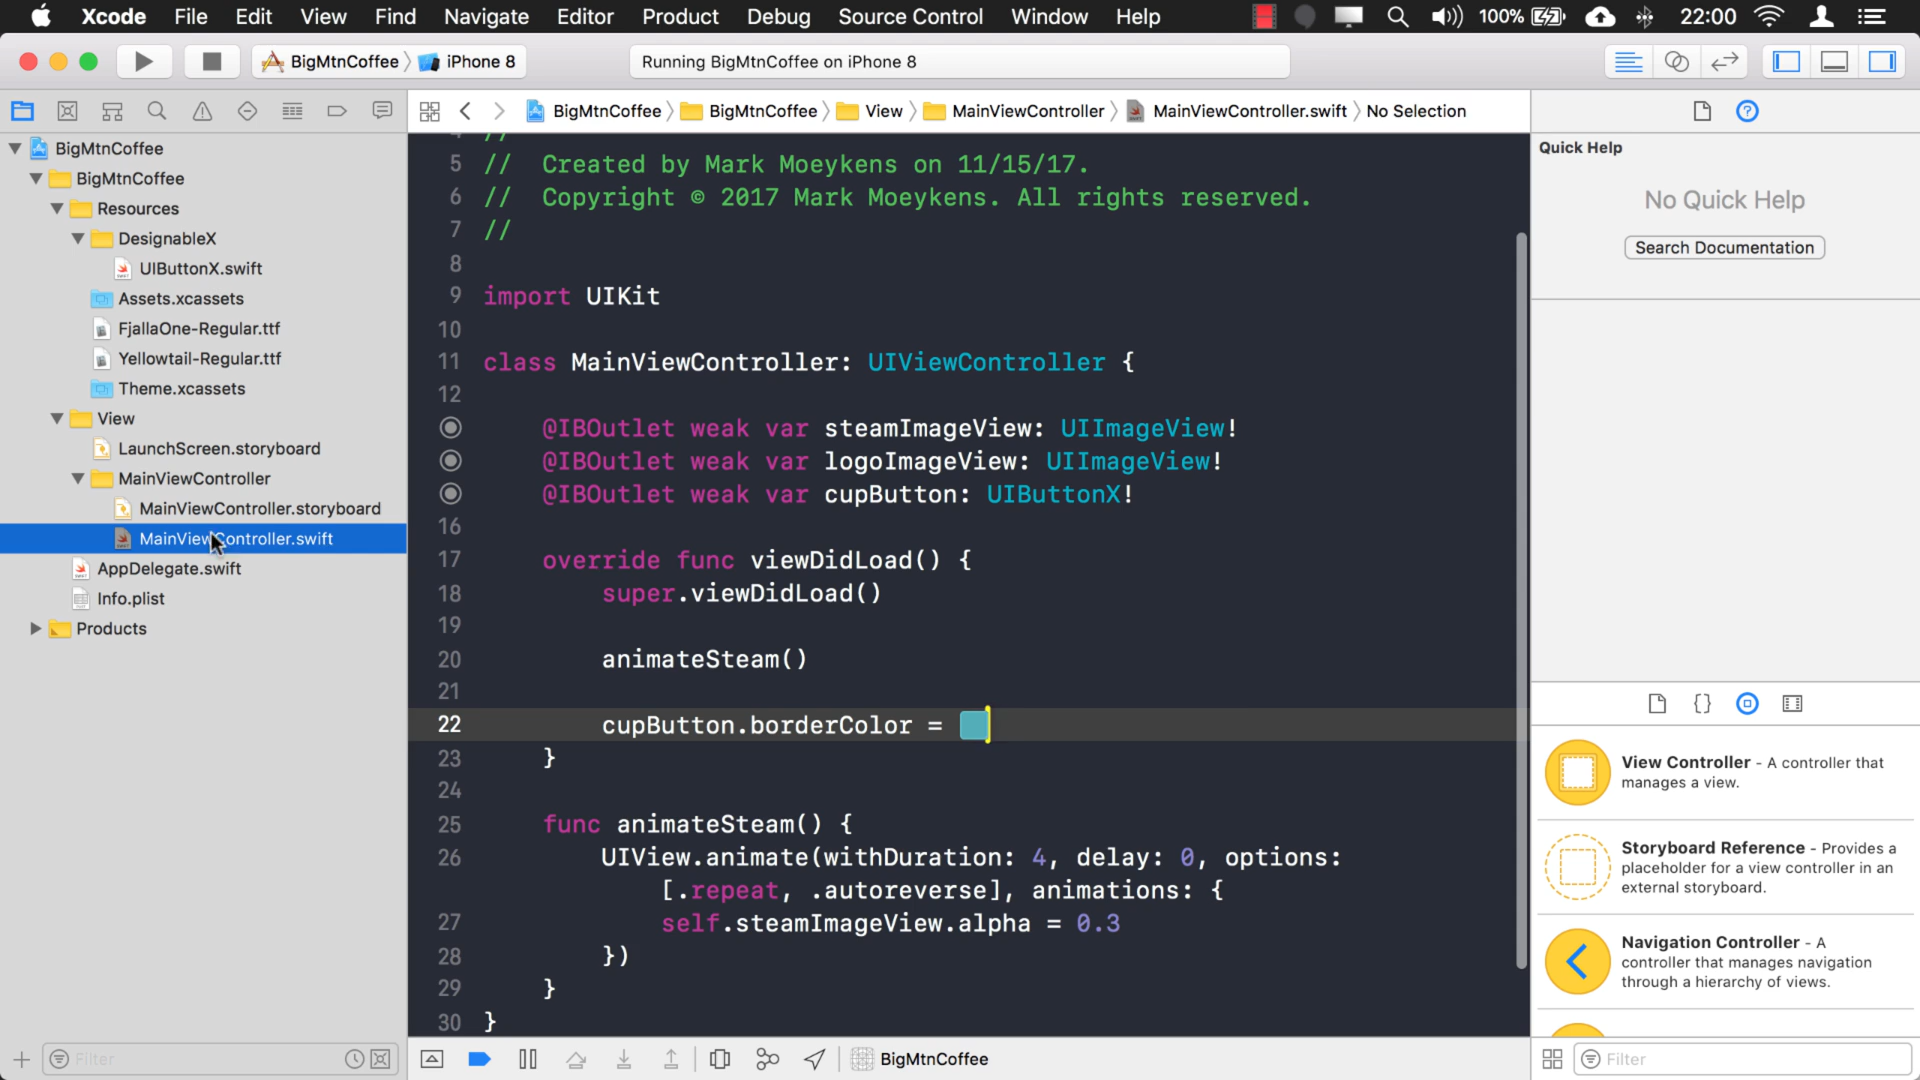 Xcode File Edit View Find Navigate Editor Product Debug Source Control Window Help 100% 22:00
BigMtnCoffee iPhone 8 Running BigMtnCoffee on iPhone 8
BigMtnCoffee BigMtnCoffee View MainViewController MainViewController.swift No Selection
BigMtnCoffee
BigMtnCoffee
Resources
DesignableX
UIButtonX.swift
Assets.xcassets
FjallaOne-Regular.ttf
Yellowtail-Regular.ttf
Theme.xcassets
View
LaunchScreen.storyboard
MainViewController
MainViewController.storyboard
MainViewController.swift
AppDelegate.swift
Info.plist
Products
Filter
4 //
5 // Created by Mark Moeykens on 11/15/17.
6 // Copyright © 2017 Mark Moeykens. All rights reserved.
7 //
8
9 import UIKit
10
11 class MainViewController: UIViewController {
12
@IBOutlet weak var steamImageView: UIImageView!
@IBOutlet weak var logoImageView: UIImageView!
@IBOutlet weak var cupButton: UIButtonX!
16
17 override func viewDidLoad() {
18 super.viewDidLoad()
19
20 animateSteam()
21
22 cupButton.borderColor =
23 }
24
25 func animateSteam() {
26 UIView.animate(withDuration: 4, delay: 0, options:
[.repeat, .autoreverse], animations: {
27 self.steamImageView.alpha = 0.3
28 })
29 }
30 }
BigMtnCoffee
Quick Help
No Quick Help
Search Documentation
View Controller - A controller that
manages a view.
Storyboard Reference - Provides a
placeholder for a view controller in an
external storyboard.
Navigation Controller - A
controller that manages navigation
through a hierarchy of views.
Filter